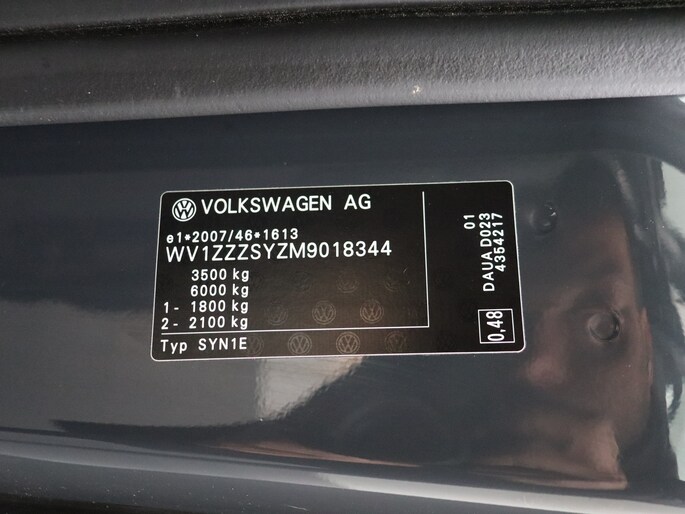 VOLKSWAGEN AG
e1*2007/46*1613
WV1ZZZSYZM9018344
3500 kg
6000 kg
1- 1800 kg
2- 2100 kg
Typ SYN1E
01
DAUA D023
4354217
0,48